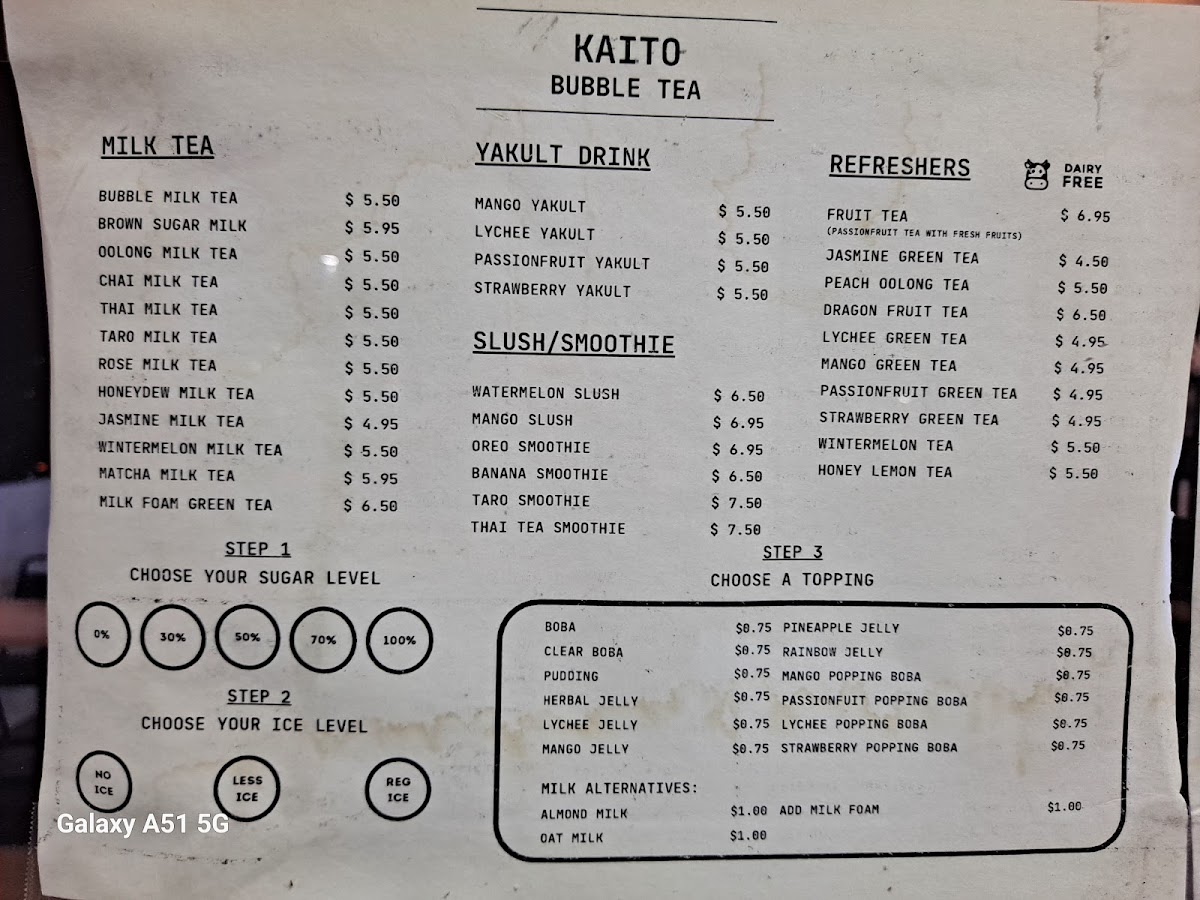 KAITO
BUBBLE TEA
MILK TEA
BUBBLE MILK TEA $ 5.50
BROWN SUGAR MILK $ 5.95
OOLONG MILK TEA $ 5.50
CHAI MILK TEA $ 5.50
THAI MILK TEA $ 5.50
TARO MILK TEA $ 5.50
ROSE MILK TEA $ 5.50
HONEYDEW MILK TEA $ 5.50
JASMINE MILK TEA $ 4.95
WINTERMELON MILK TEA $ 5.50
MATCHA MILK TEA $ 5.95
MILK FOAM GREEN TEA $ 6.50
YAKULT DRINK
MANGO YAKULT $ 5.50
LYCHEE YAKULT $ 5.50
PASSIONFRUIT YAKULT $ 5.50
STRAWBERRY YAKULT $ 5.50
SLUSH/SMOOTHIE
WATERMELON SLUSH $ 6.50
MANGO SLUSH $ 6.95
OREO SMOOTHIE $ 6.95
BANANA SMOOTHIE $ 6.50
TARO SMOOTHIE $ 7.50
THAI TEA SMOOTHIE $ 7.50
REFRESHERS
DAIRY
FREE
FRUIT TEA $ 6.95
(PASSIONFRUIT TEA WITH FRESH FRUITS)
JASMINE GREEN TEA $ 4.50
PEACH OOLONG TEA $ 5.50
DRAGON FRUIT TEA $ 6.50
LYCHEE GREEN TEA $ 4.95
MANGO GREEN TEA $ 4.95
PASSIONFRUIT GREEN TEA $ 4.95
STRAWBERRY GREEN TEA $ 4.95
WINTERMELON TEA $ 5.50
HONEY LEMON TEA $ 5.50
STEP 1
CHOOSE YOUR SUGAR LEVEL
0% 30% 50% 70% 100%
STEP 2
CHOOSE YOUR ICE LEVEL
NO
ICE
LESS
ICE
REG
ICE
STEP 3
CHOOSE A TOPPING
BOBA $0.75 PINEAPPLE JELLY $0.75
CLEAR BOBA $0.75 RAINBOW JELLY $0.75
PUDDING $0.75 MANGO POPPING BOBA $0.75
HERBAL JELLY $0.75 PASSIONFUIT POPPING BOBA $0.75
LYCHEE JELLY $0.75 LYCHEE POPPING BOBA $0.75
MANGO JELLY $0.75 STRAWBERRY POPPING BOBA $0.75
MILK ALTERNATIVES:
ALMOND MILK $1.00 ADD MILK FOAM $1.00
OAT MILK $1.00
Galaxy A51 5G